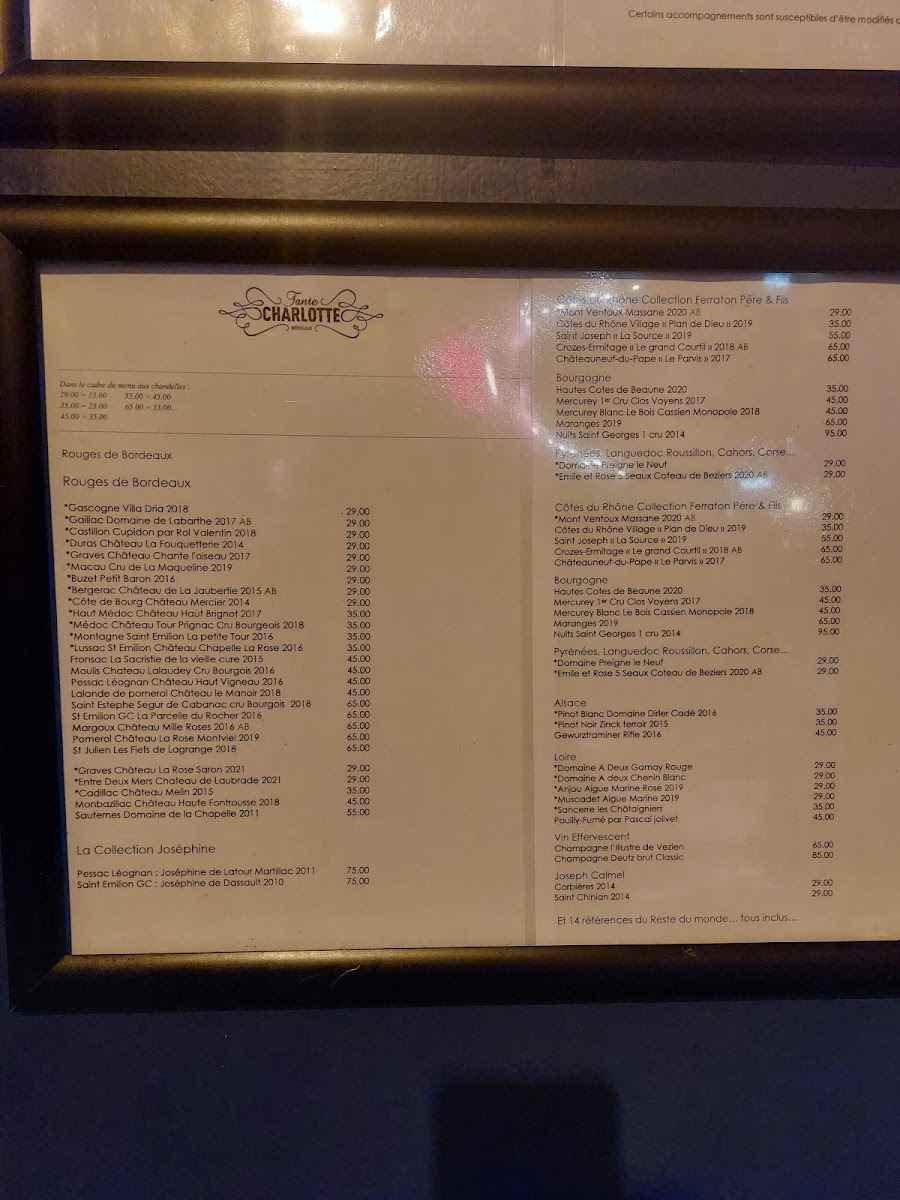 Certains accompagnements sont susceptibles d'être modifiés
Tante
CHARLOTTE
BORDEAUX
Dans le cadre du menu aux chandelles :
29.00 = 15.00 55.00 = 45.00
35.00 = 25.00 65.00 = 55.00...
45.00 = 35.00
Rouges de Bordeaux
Rouges de Bordeaux
*Gascogne Villa Dria 2018 29.00
*Gaillac Domaine de Labarthe 2017 AB 29.00
*Castillon Cupidon par Rol Valentin 2018 29.00
*Duras Château La Fouquetterie 2014 29.00
*Graves Château Chante l'oiseau 2017 29.00
*Macau Cru de La Maqueline 2019 29.00
*Buzet Petit Baron 2016 29.00
*Bergerac Château de La Jaubertie 2015 AB 29.00
*Côte de Bourg Château Mercier 2014 29.00
*Haut Médoc Château Haut Brignot 2017 35.00
*Médoc Château Tour Prignac Cru Bourgeois 2018 35.00
*Montagne Saint Emilion La petite Tour 2016 35.00
*Lussac St Emilion Château Chapelle La Rose 2016 35.00
Fronsac La Sacristie de la vieille cure 2015 45.00
Moulis Chateau Lalaudey Cru Bourgois 2016 45.00
Pessac Léognan Château Haut Vigneau 2016 45.00
Lalande de pomerol Château le Manoir 2018 45.00
Saint Estephe Segur de Cabanac cru Bourgois 2018 65.00
St Emilion GC La Parcelle du Rocher 2016 65.00
Margaux Château Mille Roses 2016 AB 65.00
Pomerol Château La Rose Montviel 2019 65.00
St Julien Les Fiefs de Lagrange 2018 65.00
*Graves Château La Rose Saron 2021 29.00
*Entre Deux Mers Chateau de Laubrade 2021 29.00
*Cadillac Château Melin 2015 35.00
Monbazillac Château Haute Fontrousse 2018 45.00
Sauternes Domaine de la Chapelle 2011 55.00
La Collection Joséphine
Pessac Léognan : Joséphine de Latour Martillac 2011 75.00
Saint Emilion GC : Joséphine de Dassault 2010 75.00
Côtes du Rhône Collection Ferraton Pére & Fils
*Mont Ventoux Massane 2020 AB 29.00
Côtes du Rhône Village « Plan de Dieu » 2019 35.00
Saint Joseph « La Source » 2019 55.00
Crozes-Ermitage « Le grand Courtil » 2018 AB 65.00
Châteauneuf-du-Pape « Le Parvis » 2017 65.00
Bourgogne
Hautes Cotes de Beaune 2020 35.00
Mercurey 1er Cru Clos Voyens 2017 45.00
Mercurey Blanc Le Bois Cassien Monopole 2018 45.00
Maranges 2019 65.00
Nuits Saint Georges 1 cru 2014 95.00
Pyrénées, Languedoc Roussillon, Cahors, Corse...
*Domaine Preigne le Neuf 29.00
*Emile et Rose 5 Seaux Coteau de Beziers 2020 AB 29.00
Côtes du Rhône Collection Ferraton Pére & Fils
*Mont Ventoux Massane 2020 AB 29.00
Côtes du Rhône Village « Plan de Dieu » 2019 35.00
Saint Joseph « La Source » 2019 55.00
Crozes-Ermitage « Le grand Courtil » 2018 AB 65.00
Châteauneuf-du-Pape « Le Parvis » 2017 65.00
Bourgogne
Hautes Cotes de Beaune 2020 35.00
Mercurey 1er Cru Clos Voyens 2017 45.00
Mercurey Blanc Le Bois Cassien Monopole 2018 45.00
Maranges 2019 65.00
Nuits Saint Georges 1 cru 2014 95.00
Pyrénées, Languedoc Roussillon, Cahors, Corse...
*Domaine Preigne le Neuf 29.00
*Emile et Rose 5 Seaux Coteau de Beziers 2020 AB 29.00
Alsace
*Pinot Blanc Domaine Dirler Cadé 2016 35.00
*Pinot Noir Zinck terroir 2015 35.00
Gewurztraminer Rifle 2016 45.00
Loire
*Domaine A Deux Gamay Rouge 29.00
*Domaine A deux Chenin Blanc 29.00
*Anjou Aigue Marine Rosé 2019 29.00
*Muscadet Aigue Marine 2019 29.00
*Sancerre les Châtaigniers 35.00
Pouilly-Fumé par Pascal jolivet 45.00
Vin Effervescent
Champagne l'Illustre de Vezien 65.00
Champagne Deutz brut Classic 85.00
Joseph Calmel
Corbières 2014 29.00
Saint Chinian 2014 29.00
Et 14 références du Reste du monde... tous inclus...